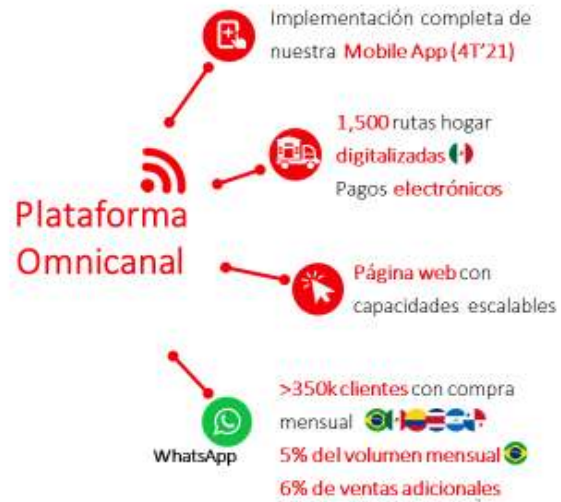 Implementación completa de
nuestra Mobile App (4T'21)
1,500 rutas hogar
digitalizadas
Pagos electrónicos
Plataforma
Omnicanal
Página web con
capacidades escalables
>350k clientes con compra
mensual
WhatsApp
5% del volumen mensual
6% de ventas adicionales